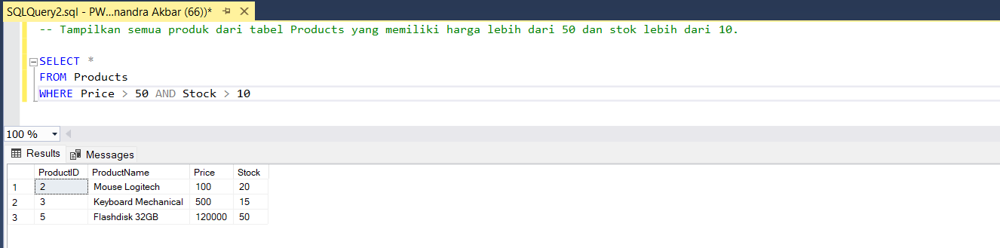 SQLQuery2.sql - PW...nandra Akbar (66))*
-- Tampilkan semua produk dari tabel Products yang memiliki harga lebih dari 50 dan stok lebih dari 10.
SELECT *
FROM Products
WHERE Price > 50 AND Stock > 10
100 %
Results Messages
ProductID ProductName Price Stock
1 2 Mouse Logitech 100 20
2 3 Keyboard Mechanical 500 15
3 5 Flashdisk 32GB 120000 50